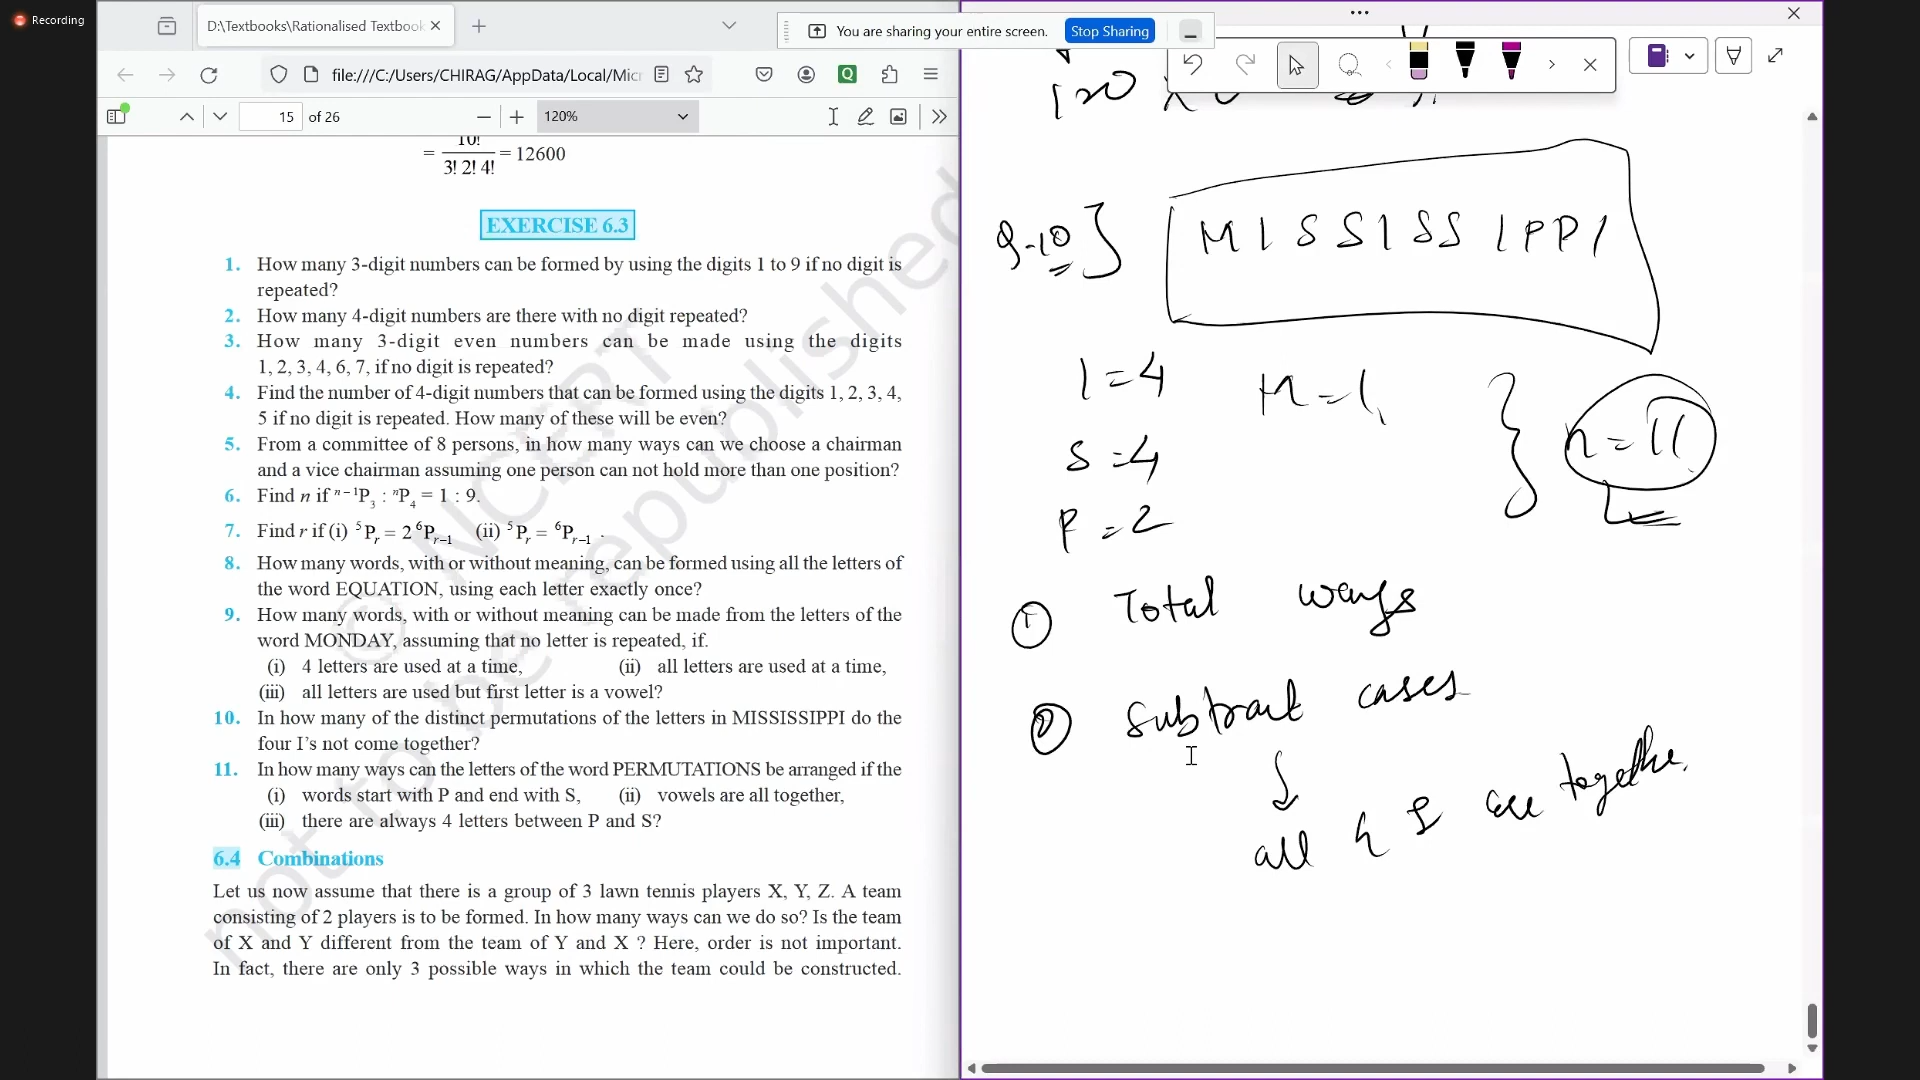 Recording
D:\Textbooks\Rationalised Textbook
You are sharing your entire screen.
Stop Sharing
file:///C:/Users/CHIRAG/AppData/Local/Micr
15 of 26
120%
= 10! / 3! 2! 4! = 12600
EXERCISE 6.3
1. How many 3-digit numbers can be formed by using the digits 1 to 9 if no digit is
repeated?
2. How many 4-digit numbers are there with no digit repeated?
3. How many 3-digit even numbers can be made using the digits
1, 2, 3, 4, 6, 7, if no digit is repeated?
4. Find the number of 4-digit numbers that can be formed using the digits 1, 2, 3, 4,
5 if no digit is repeated. How many of these will be even?
5. From a committee of 8 persons, in how many ways can we choose a chairman
and a vice chairman assuming one person can not hold more than one position?
6. Find n if ⁿ⁻¹P₃ : ⁿP₄ = 1 : 9.
7. Find r if (i) ⁵Pᵣ = 2 ⁶Pᵣ₋₁ (ii) ⁵Pᵣ = ⁶Pᵣ₋₁ .
8. How many words, with or without meaning, can be formed using all the letters of
the word EQUATION, using each letter exactly once?
9. How many words, with or without meaning can be made from the letters of the
word MONDAY, assuming that no letter is repeated, if.
(i) 4 letters are used at a time, (ii) all letters are used at a time,
(iii) all letters are used but first letter is a vowel?
10. In how many of the distinct permutations of the letters in MISSISSIPPI do the
four I's not come together?
11. In how many ways can the letters of the word PERMUTATIONS be arranged if the
(i) words start with P and end with S, (ii) vowels are all together,
(iii) there are always 4 letters between P and S?
6.4 Combinations
Let us now assume that there is a group of 3 lawn tennis players X, Y, Z. A team
consisting of 2 players is to be formed. In how many ways can we do so? Is the team
of X and Y different from the team of Y and X ? Here, order is not important.
In fact, there are only 3 possible ways in which the team could be constructed.
© NCERT
not to be republished
Q-10] MISSISSIPPI
I=4 M=1
n=11
S=4
P=2
① Total ways
② Subtract cases
all 4 I are together.